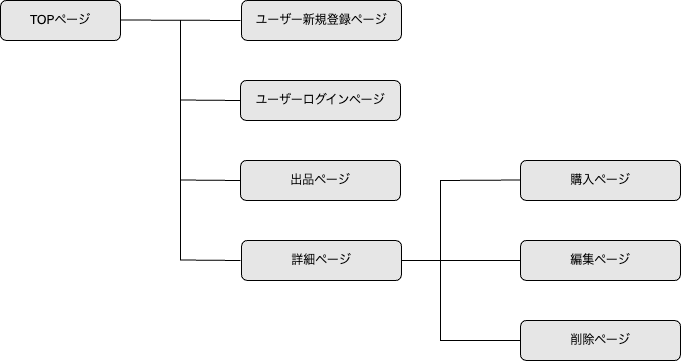 TOPページ
ユーザー新規登録ページ
ユーザーログインページ
出品ページ
購入ページ
詳細ページ
編集ページ
削除ページ